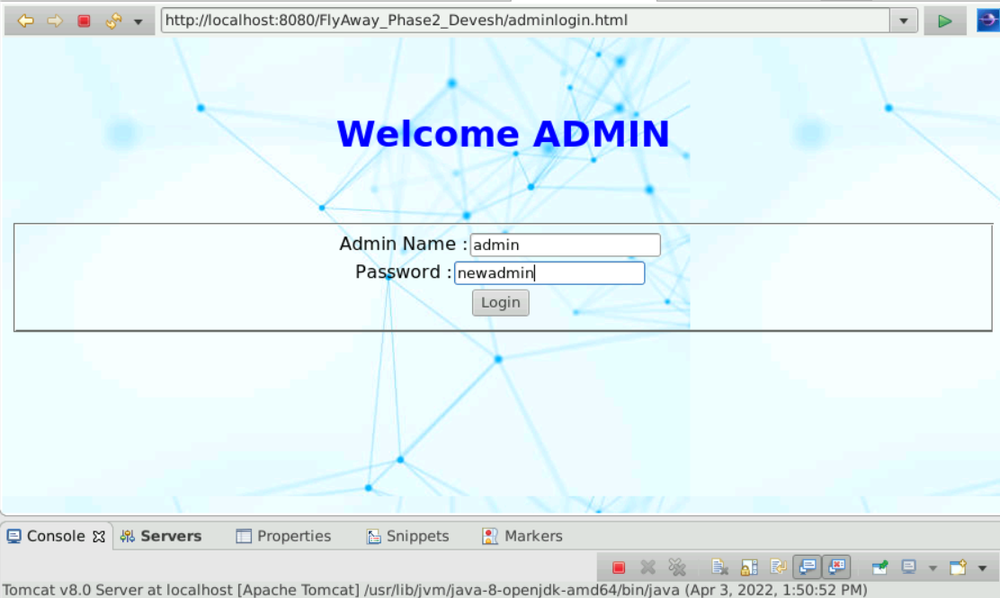 http://localhost:8080/FlyAway_Phase2_Devesh/adminlogin.html
Welcome ADMIN
Admin Name : admin
Password : newadmin
Login
Console Servers Properties Snippets Markers
Tomcat v8.0 Server at localhost [Apache Tomcat] /usr/lib/jvm/java-8-openjdk-amd64/bin/java (Apr 3, 2022, 1:50:52 PM)